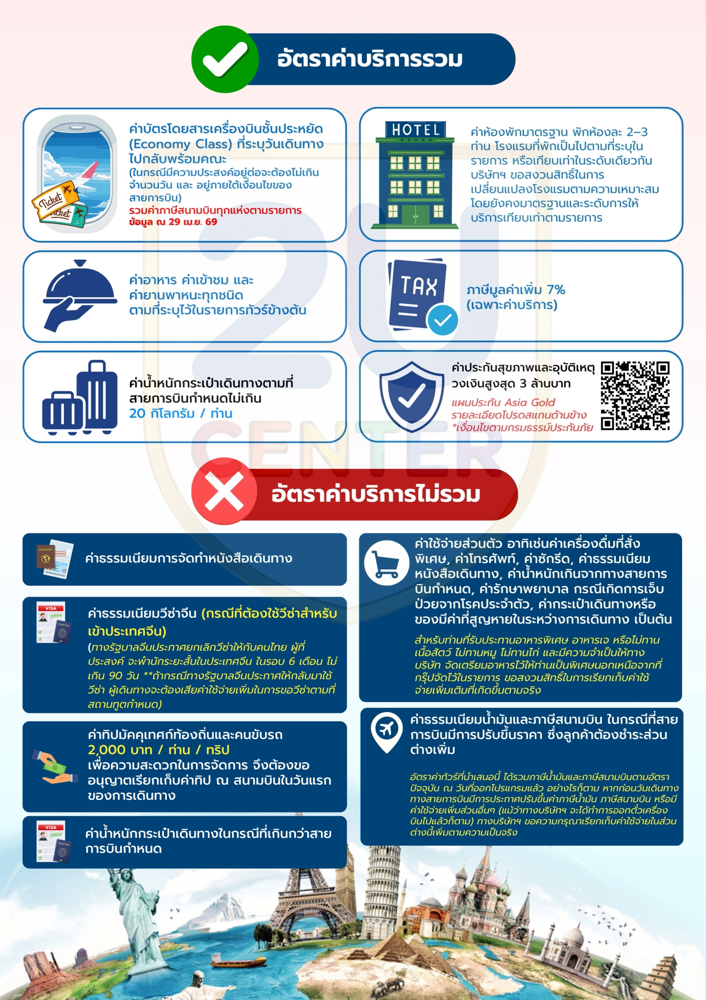 อัตราค่าบริการรวม
ค่าบัตรโดยสารเครื่องบินชั้นประหยัด
(Economy Class) ที่ระบุวันเดินทาง
ไปกลับพร้อมคณะ
(ในกรณีมีความประสงค์อยู่ต่อจะต้องไม่เกิน
จำนวนวัน และ อยู่ภายใต้เงื่อนไขของ
สายการบิน)
รวมค่าภาษีสนามบินทุกแห่งตามรายการ
ข้อมูล ณ 29 เม.ย. 69
Ticket
Ticket
HOTEL
ค่าห้องพักมาตรฐาน พักห้องละ 2–3
ท่าน โรงแรมที่พักเป็นไปตามที่ระบุใน
รายการ หรือเทียบเท่าในระดับเดียวกัน
บริษัทฯ ขอสงวนสิทธิ์ในการ
เปลี่ยนแปลงโรงแรมตามความเหมาะสม
โดยยังคงมาตรฐานและระดับการให้
บริการเทียบเท่าตามรายการ
ค่าอาหาร ค่าเข้าชม และ
ค่ายานพาหนะทุกชนิด
ตามที่ระบุไว้ในรายการทัวร์ข้างต้น
TAX
ภาษีมูลค่าเพิ่ม 7%
(เฉพาะค่าบริการ)
ค่าน้ำหนักกระเป๋าเดินทางตามที่
สายการบินกำหนดไม่เกิน
20 กิโลกรัม / ท่าน
ค่าประกันสุขภาพและอุบัติเหตุ
วงเงินสูงสุด 3 ล้านบาท
แผนประกัน Asia Gold
รายละเอียดโปรดสแกนด้านข้าง
*เงื่อนไขตามกรมธรรม์ประกันภัย
2U
CENTER
อัตราค่าบริการไม่รวม
PASSPORT
APPROVED
ค่าธรรมเนียมการจัดทำหนังสือเดินทาง
VISA
APPROVED
PASSPORT
ค่าธรรมเนียมวีซ่าจีน (กรณีที่ต้องใช้วีซ่าสำหรับ
เข้าประเทศจีน)
(ทางรัฐบาลจีนประกาศยกเลิกวีซ่าให้กับคนไทย ผู้ที่
ประสงค์ จะพำนักระยะสั้นในประเทศจีน ในรอบ 6 เดือน ไม่
เกิน 90 วัน **ถ้ากรณีทางรัฐบาลจีนประกาศให้กลับมาใช้
วีซ่า ผู้เดินทางจะต้องเสียค่าใช้จ่ายเพิ่มในการขอวีซ่าตามที่
สถานทูตกำหนด)
ค่าทิปมัคคุเทศก์ท้องถิ่นและคนขับรถ
2,000 บาท / ท่าน / ทริป
เพื่อความสะดวกในการจัดการ จึงต้องขอ
อนุญาตเรียกเก็บค่าทิป ณ สนามบินในวันแรก
ของการเดินทาง
VISA
APPROVED
PASSPORT
ค่าน้ำหนักกระเป๋าเดินทางในกรณีที่เกินกว่าสาย
การบินกำหนด
ค่าใช้จ่ายส่วนตัว อาทิเช่นค่าเครื่องดื่มที่สั่ง
พิเศษ, ค่าโทรศัพท์, ค่าซักรีด, ค่าธรรมเนียม
หนังสือเดินทาง, ค่าน้ำหนักเกินจากทางสายการ
บินกำหนด, ค่ารักษาพยาบาล กรณีเกิดการเจ็บ
ป่วยจากโรคประจำตัว, ค่ากระเป๋าเดินทางหรือ
ของมีค่าที่สูญหายในระหว่างการเดินทาง เป็นต้น
สำหรับท่านที่รับประทานอาหารพิเศษ อาหารเจ หรือไม่ทาน
เนื้อสัตว์ ไม่ทานหมู ไม่ทานไก่ และมีความจำเป็นให้ทาง
บริษัท จัดเตรียมอาหารไว้ให้ท่านเป็นพิเศษนอกเหนือจากที่
กรุ๊ปจัดไว้ในรายการ ขอสงวนสิทธิ์ในการเรียกเก็บค่าใช้
จ่ายเพิ่มเติมที่เกิดขึ้นตามจริง
ค่าธรรมเนียมน้ำมันและภาษีสนามบิน ในกรณีที่สาย
การบินมีการปรับขึ้นราคา ซึ่งลูกค้าต้องชำระส่วน
ต่างเพิ่ม
อัตราค่าทัวร์ที่นำเสนอนี้ ได้รวมภาษีน้ำมันและภาษีสนามบินตามอัตรา
ปัจจุบัน ณ วันที่ออกโปรแกรมแล้ว อย่างไรก็ตาม หากก่อนวันเดินทาง
ทางสายการบินมีการประกาศปรับขึ้นค่าภาษีน้ำมัน ภาษีสนามบิน หรือมี
ค่าใช้จ่ายเพิ่มส่วนอื่นๆ (แม้ว่าทางบริษัทฯ จะได้ทำการออกตั๋วเครื่อง
บินไปแล้วก็ตาม) ทางบริษัทฯ ขอความกรุณาเรียกเก็บค่าใช้จ่ายในส่วน
ต่างนี้เพิ่มตามความเป็นจริง